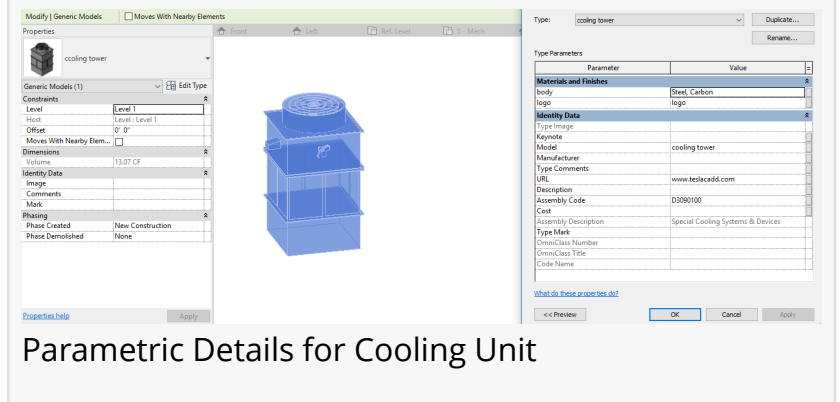 Modify | Generic Models
Moves With Nearby Elements
Properties
ccoling tower
Generic Models (1)
Edit Type
Constraints
Level Level 1
Host Level : Level 1
Offset 0' 0"
Moves With Nearby Elem...
Dimensions
Volume 13.07 CF
Identity Data
Image
Comments
Mark
Phasing
Phase Created New Construction
Phase Demolished None
Properties help
Apply
Front
Left
Ref. Level
1 - Mech
Type: ccoling tower
Duplicate...
Rename...
Type Parameters
Parameter Value =
Materials and Finishes
body Steel, Carbon
logo logo
Identity Data
Type Image
Keynote
Model cooling tower
Manufacturer
Type Comments
URL www.teslacadd.com
Description
Assembly Code D3090100
Cost
Assembly Description Special Cooling Systems & Devices
Type Mark
OmniClass Number
OmniClass Title
Code Name
What do these properties do?
<< Preview
OK
Cancel
Apply
Parametric Details for Cooling Unit